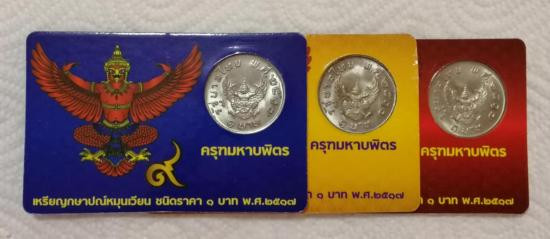 ครุฑมหาบพิตร
๙
เหรียญกษาปณ์หมุนเวียน ชนิดราคา ๑ บาท พ.ศ.๒๕๑๗
ครุฑมหาบพิตร
๑ บาท พ.ศ.๒๕๑๗
ครุฑมหาบพิตร
๑ บาท พ.ศ.๒๕๑๗